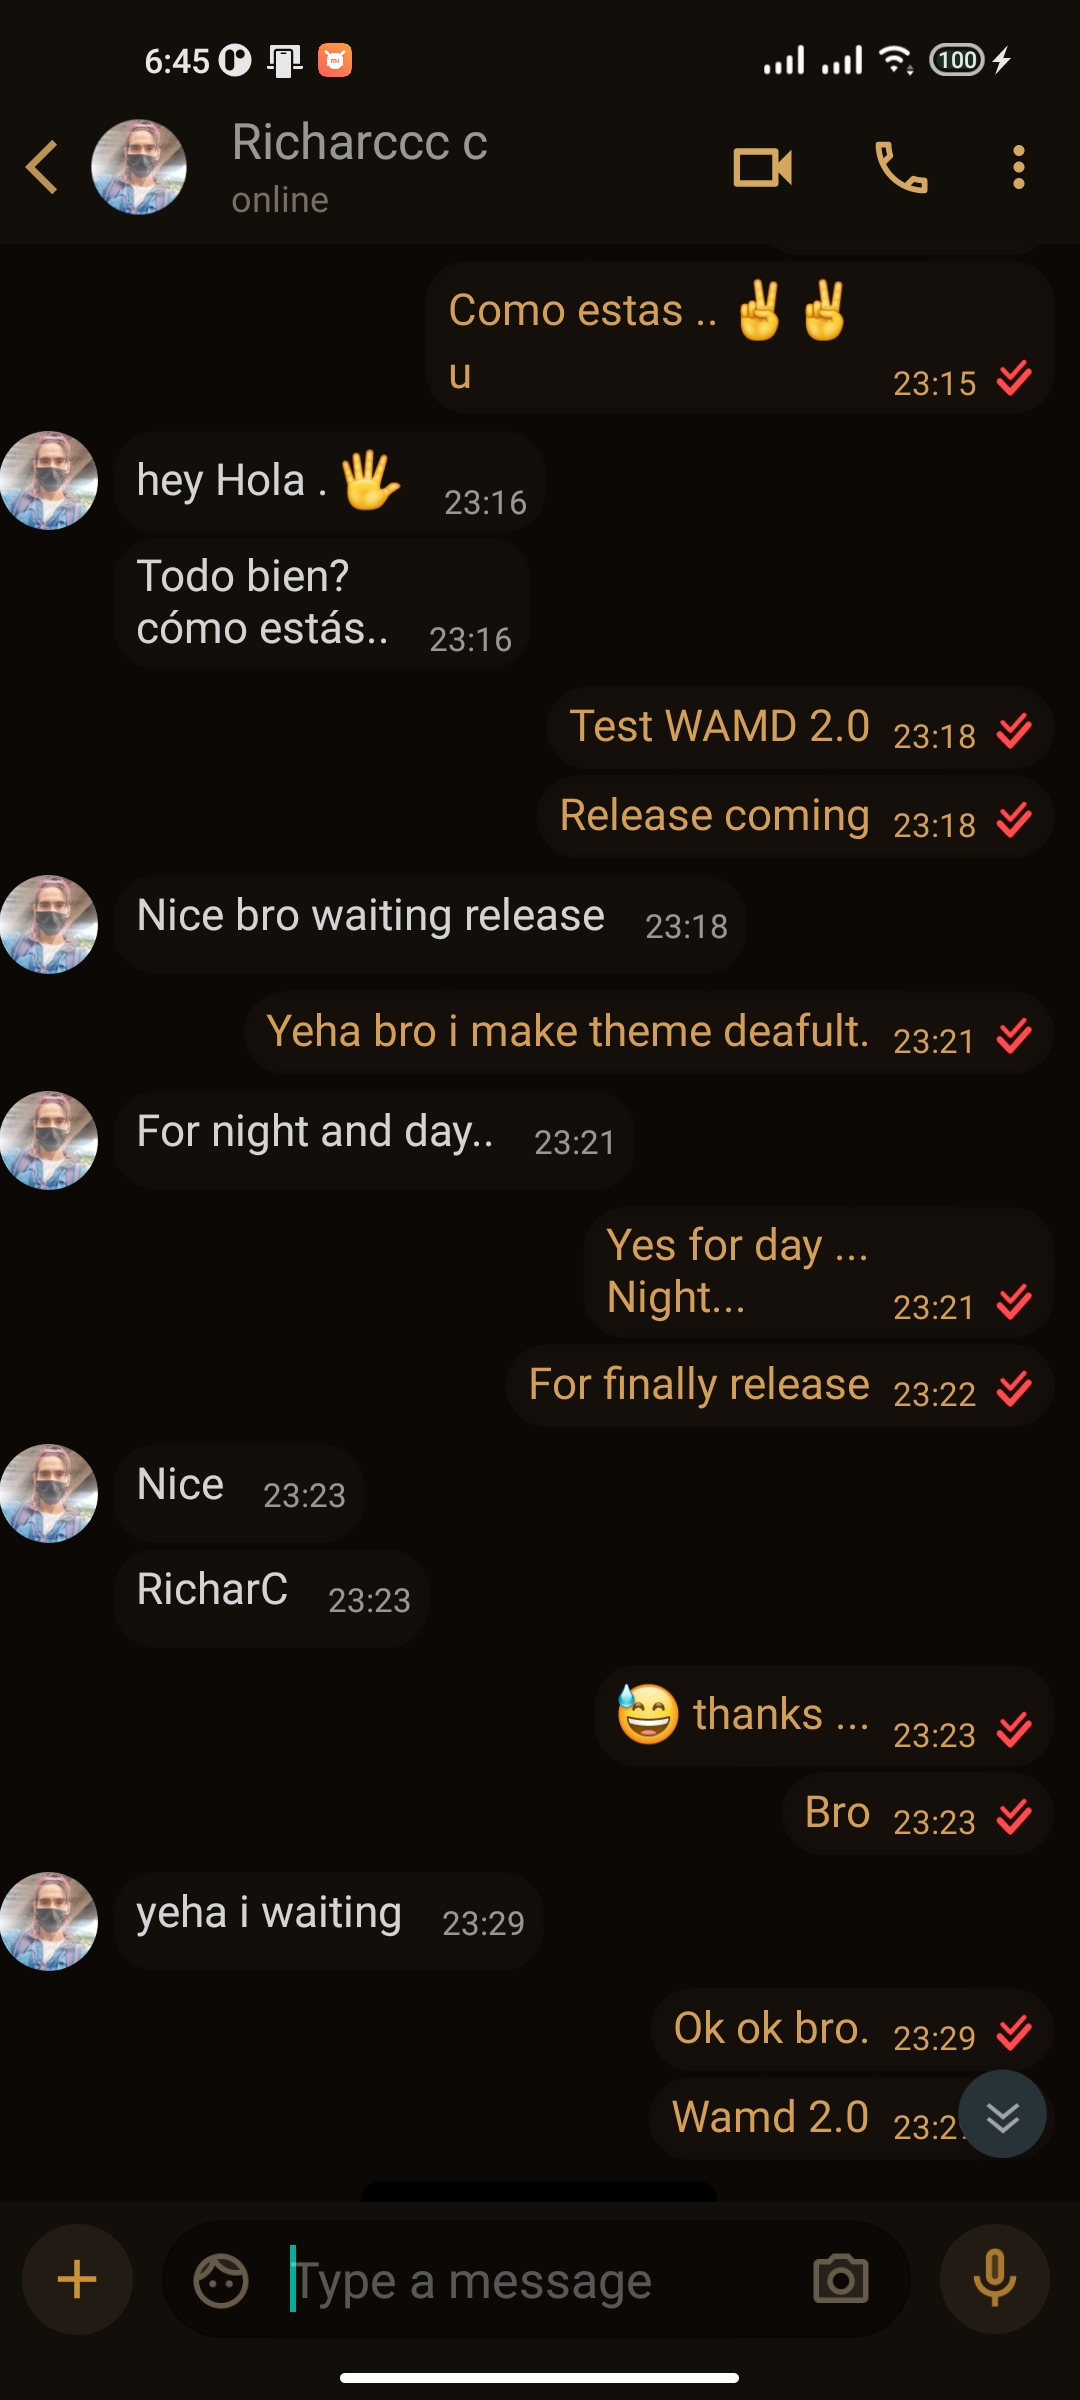 6:45
100
Richarccc c
online
Como estas .. ✌️ ✌️
u
23:15
hey Hola . 🖐️ 23:16
Todo bien?
cómo estás.. 23:16
Test WAMD 2.0 23:18
Release coming 23:18
Nice bro waiting release 23:18
Yeha bro i make theme deafult. 23:21
For night and day.. 23:21
Yes for day ...
Night... 23:21
For finally release 23:22
Nice 23:23
RicharC 23:23
😅 thanks ... 23:23
Bro 23:23
yeha i waiting 23:29
Ok ok bro. 23:29
Wamd 2.0
Type a message